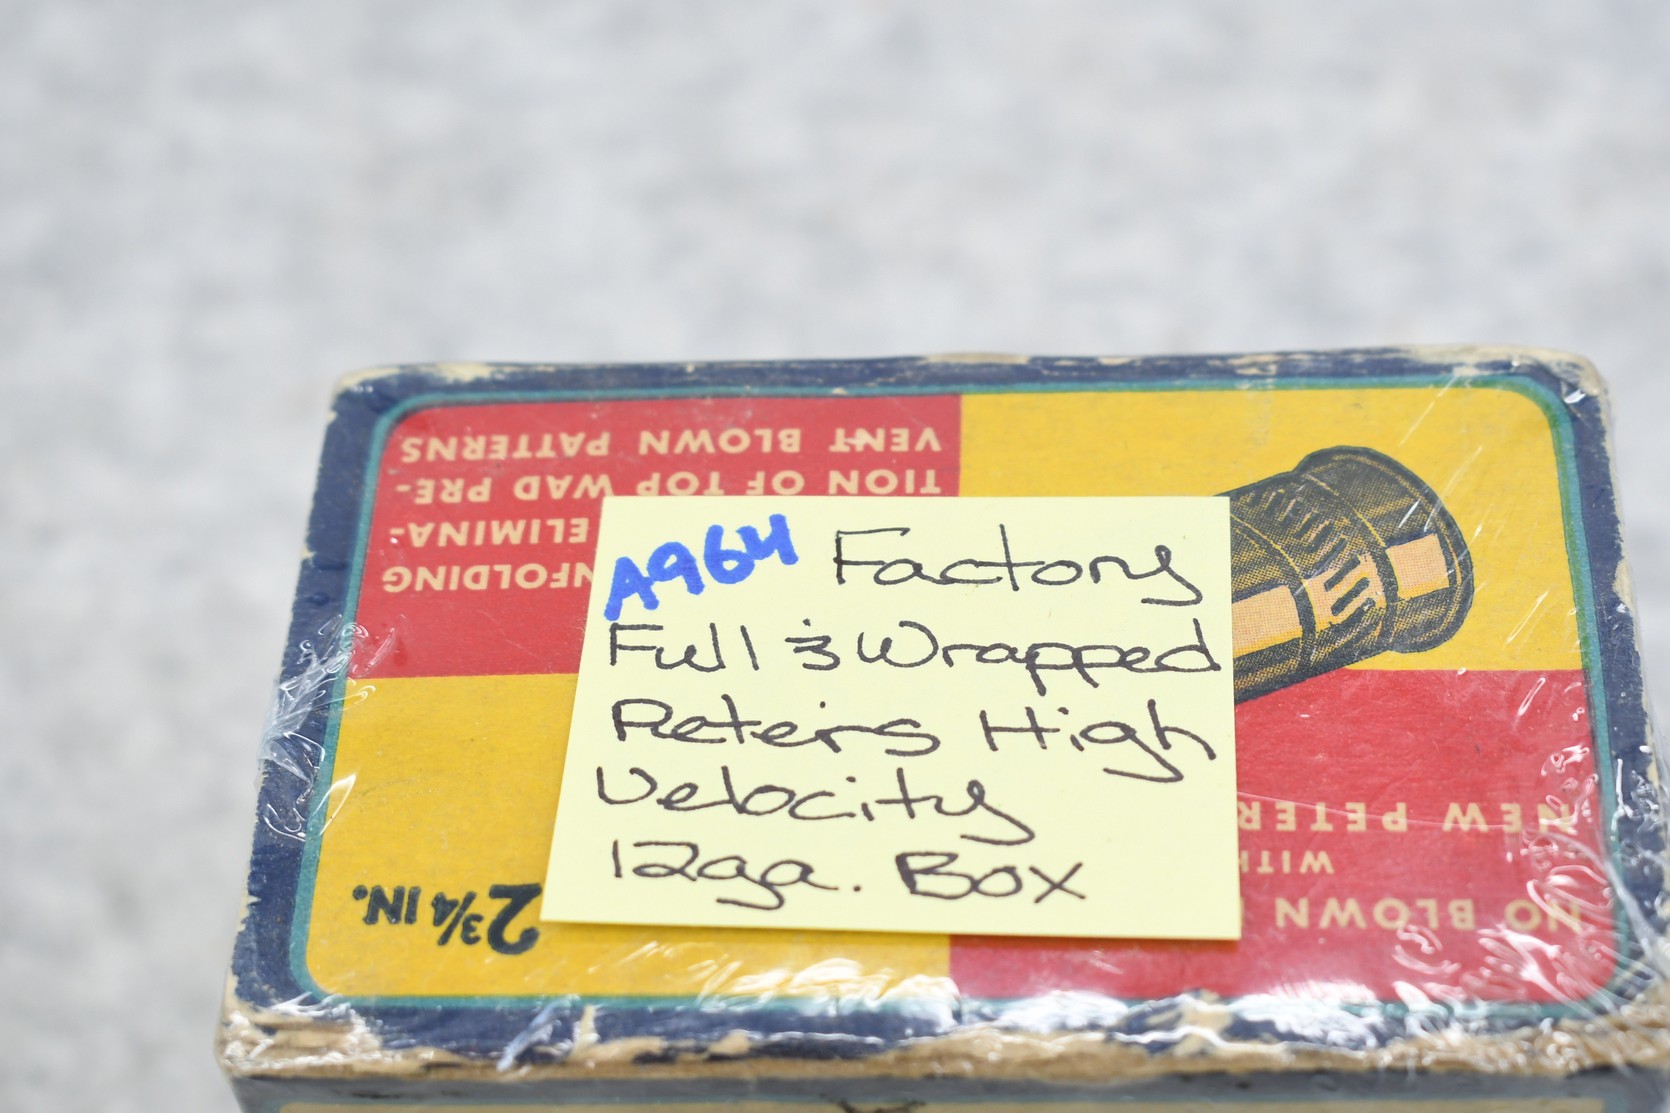 A964 Factory
Full & Wrapped
Peters High
Velocity
12ga. Box
NO BLOWN
WITH
NEW PETERS
2 3/4 IN.
NFOLDING
ELIMINA-
TION OF TOP WAD PRE-
VENT BLOWN PATTERNS